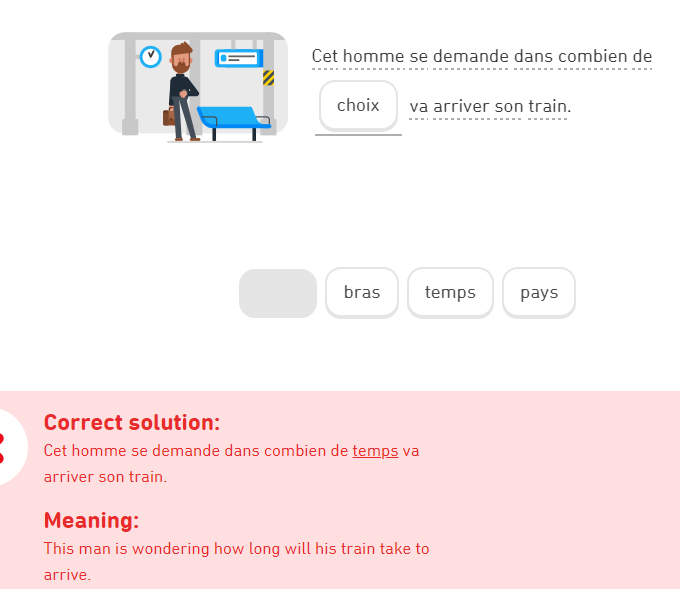 Cet homme se demande dans combien de
choix va arriver son train.
bras temps pays
Correct solution:
Cet homme se demande dans combien de temps va
arriver son train.
Meaning:
This man is wondering how long will his train take to
arrive.